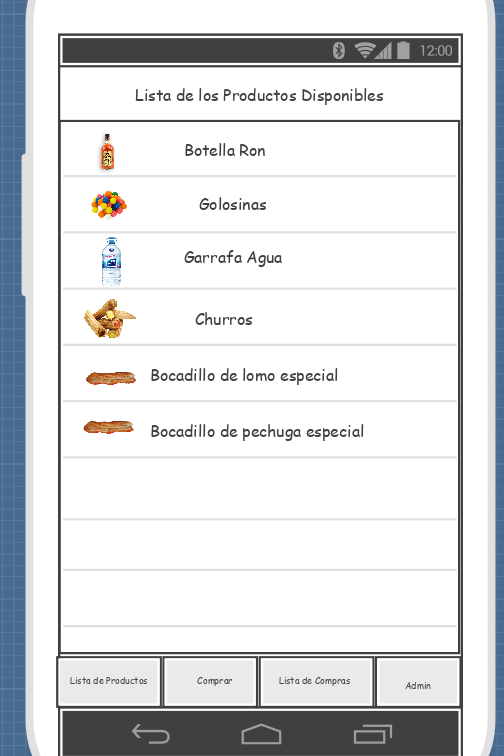 12:00
Lista de los Productos Disponibles
Botella Ron
Golosinas
Garrafa Agua
Churros
Bocadillo de lomo especial
Bocadillo de pechuga especial
Lista de Productos
Comprar
Lista de Compras
Admin